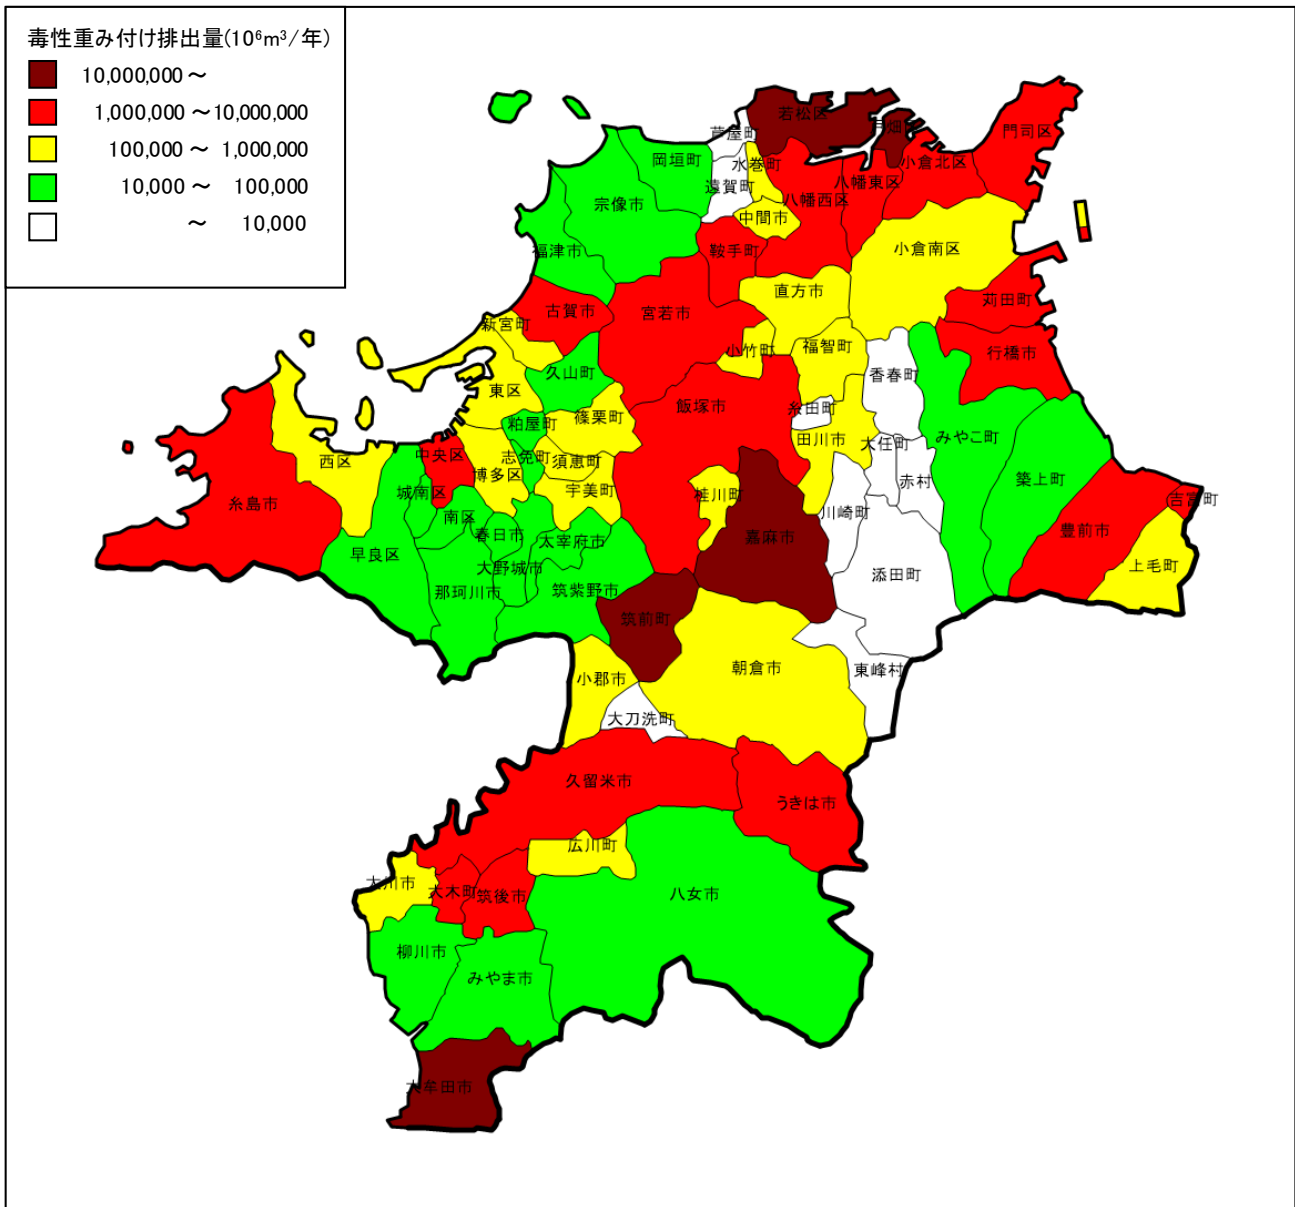 毒性重み付け排出量(10⁶m³/年)
10,000,000～
1,000,000～10,000,000
100,000～ 1,000,000
10,000～ 100,000
～ 10,000
若松区
戸畑区
門司区
芦屋町
岡垣町
水巻町
小倉北区
遠賀町
八幡東区
八幡西区
宗像市
中間市
福津市
鞍手町
小倉南区
直方市
苅田町
古賀市
宮若市
新宮町
小竹町
福智町
行橋市
久山町
香春町
東区
飯塚市
糸田町
篠栗町
粕屋町
みやこ町
田川市
大任町
中央区
志免町
須恵町
西区
博多区
赤村
築上町
宇美町
桂川町
城南区
吉富町
糸島市
川崎町
南区
春日市
嘉麻市
豊前市
太宰府市
早良区
大野城市
上毛町
添田町
那珂川市
筑紫野市
筑前町
朝倉市
東峰村
小郡市
大刀洗町
久留米市
うきは市
広川町
大川市
大木町
筑後市
八女市
柳川市
みやま市
大牟田市